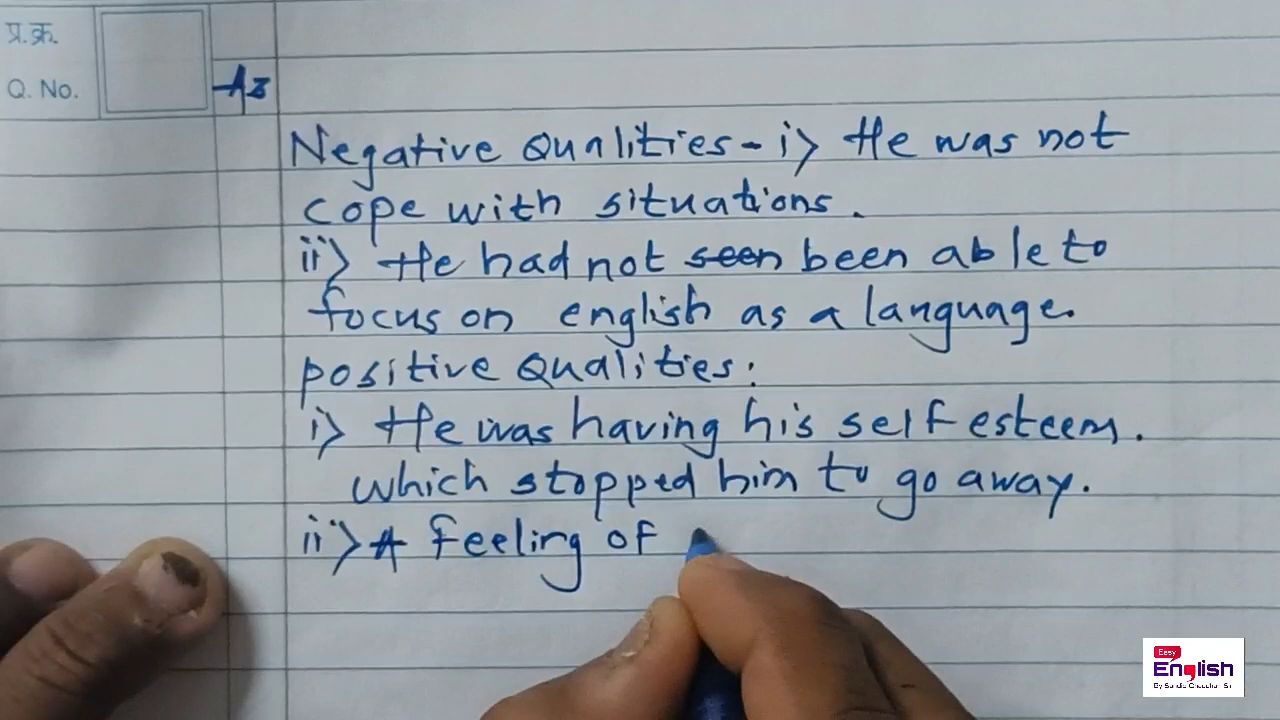 प्र.क्र.
Q. No.
A3
Negative Qualities - i) He was not
cope with situations.
ii) He had not seen been able to
focus on english as a language.
positive Qualities:
i) He was having his self esteem.
which stopped him to go away.
ii) A feeling of
Easy
English